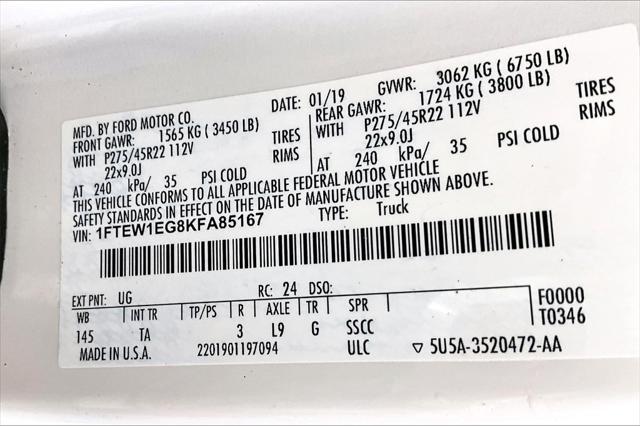 MFD. BY FORD MOTOR CO. DATE: 01/19 GVWR: 3062 KG ( 6750 LB)
FRONT GAWR: 1565 KG ( 3450 LB) REAR GAWR: 1724 KG ( 3800 LB)
WITH P275/45R22 112V TIRES WITH P275/45R22 112V TIRES
22x9.0J RIMS 22x9.0J RIMS
AT 240 kPa/ 35 PSI COLD AT 240 kPa/ 35 PSI COLD
THIS VEHICLE CONFORMS TO ALL APPLICABLE FEDERAL MOTOR VEHICLE
SAFETY STANDARDS IN EFFECT ON THE DATE OF MANUFACTURE SHOWN ABOVE.
VIN: 1FTEW1EG8KFA85167 TYPE: Truck
EXT PNT: UG RC: 24 DSO:
WB INT TR TP/PS R AXLE TR SPR F0000
145 TA 3 L9 G SSCC T0346
MADE IN U.S.A. 2201901197094 ULC ▽ 5U5A-3520472-AA